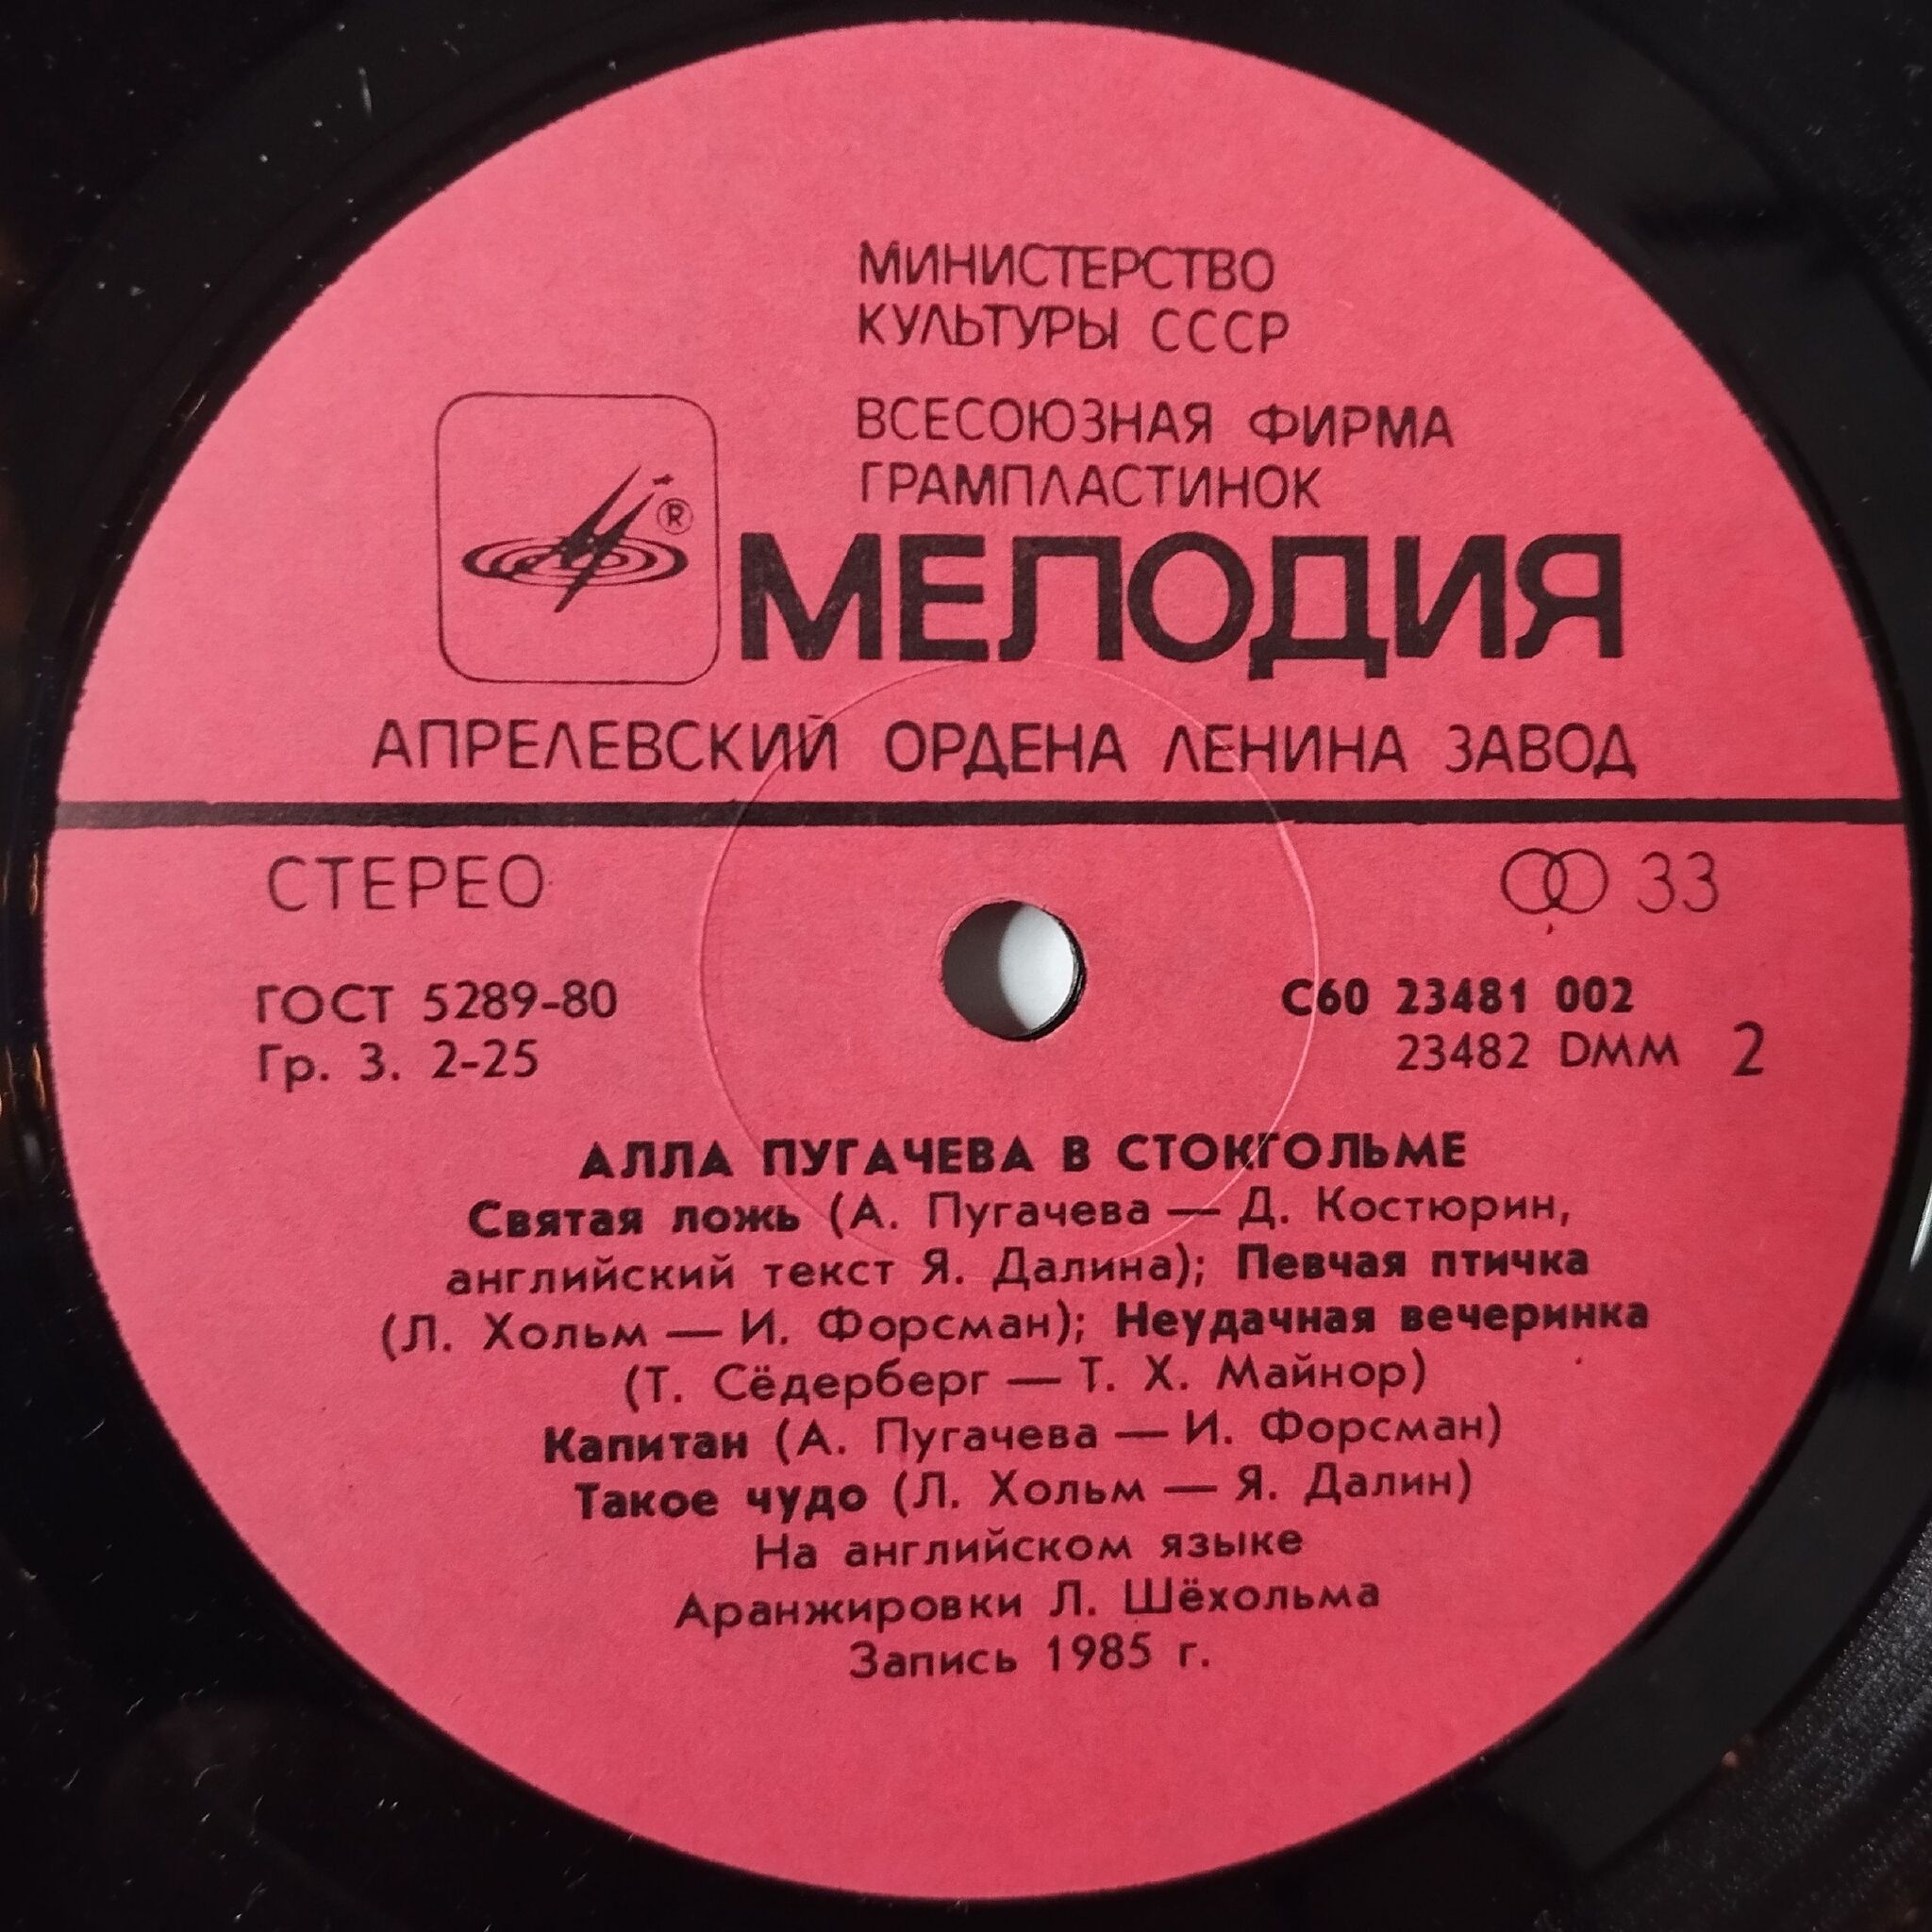 МИНИСТЕРСТВО
КУЛЬТУРЫ СССР
ВСЕСОЮЗНАЯ ФИРМА
ГРАМПЛАСТИНОК
®
МЕЛОДИЯ
АПРЕЛЕВСКИЙ ОРДЕНА ЛЕНИНА ЗАВОД
СТЕРЕО
33
ГОСТ 5289-80
Гр. 3. 2-25
С60 23481 002
23482 DMM 2
АЛЛА ПУГАЧЕВА В СТОКГОЛЬМЕ
Святая ложь (А. Пугачева — Д. Костюрин,
английский текст Я. Далина); Певчая птичка
(Л. Хольм — И. Форсман); Неудачная вечеринка
(Т. Сёдерберг — Т. Х. Майнор)
Капитан (А. Пугачева — И. Форсман)
Такое чудо (Л. Хольм — Я. Далин)
На английском языке
Аранжировки Л. Шёхольма
Запись 1985 г.